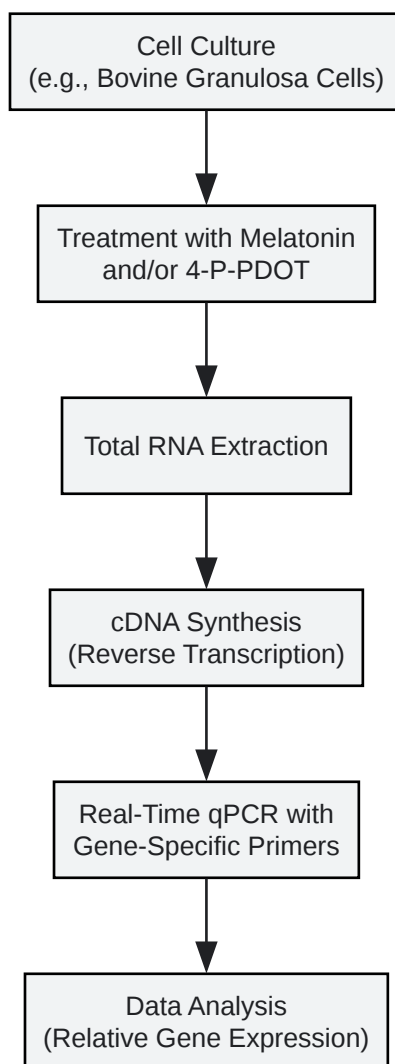 Cell Culture
(e.g., Bovine Granulosa Cells)
Treatment with Melatonin
and/or 4-P-PDOT
Total RNA Extraction
cDNA Synthesis
(Reverse Transcription)
Real-Time qPCR with
Gene-Specific Primers
Data Analysis
(Relative Gene Expression)